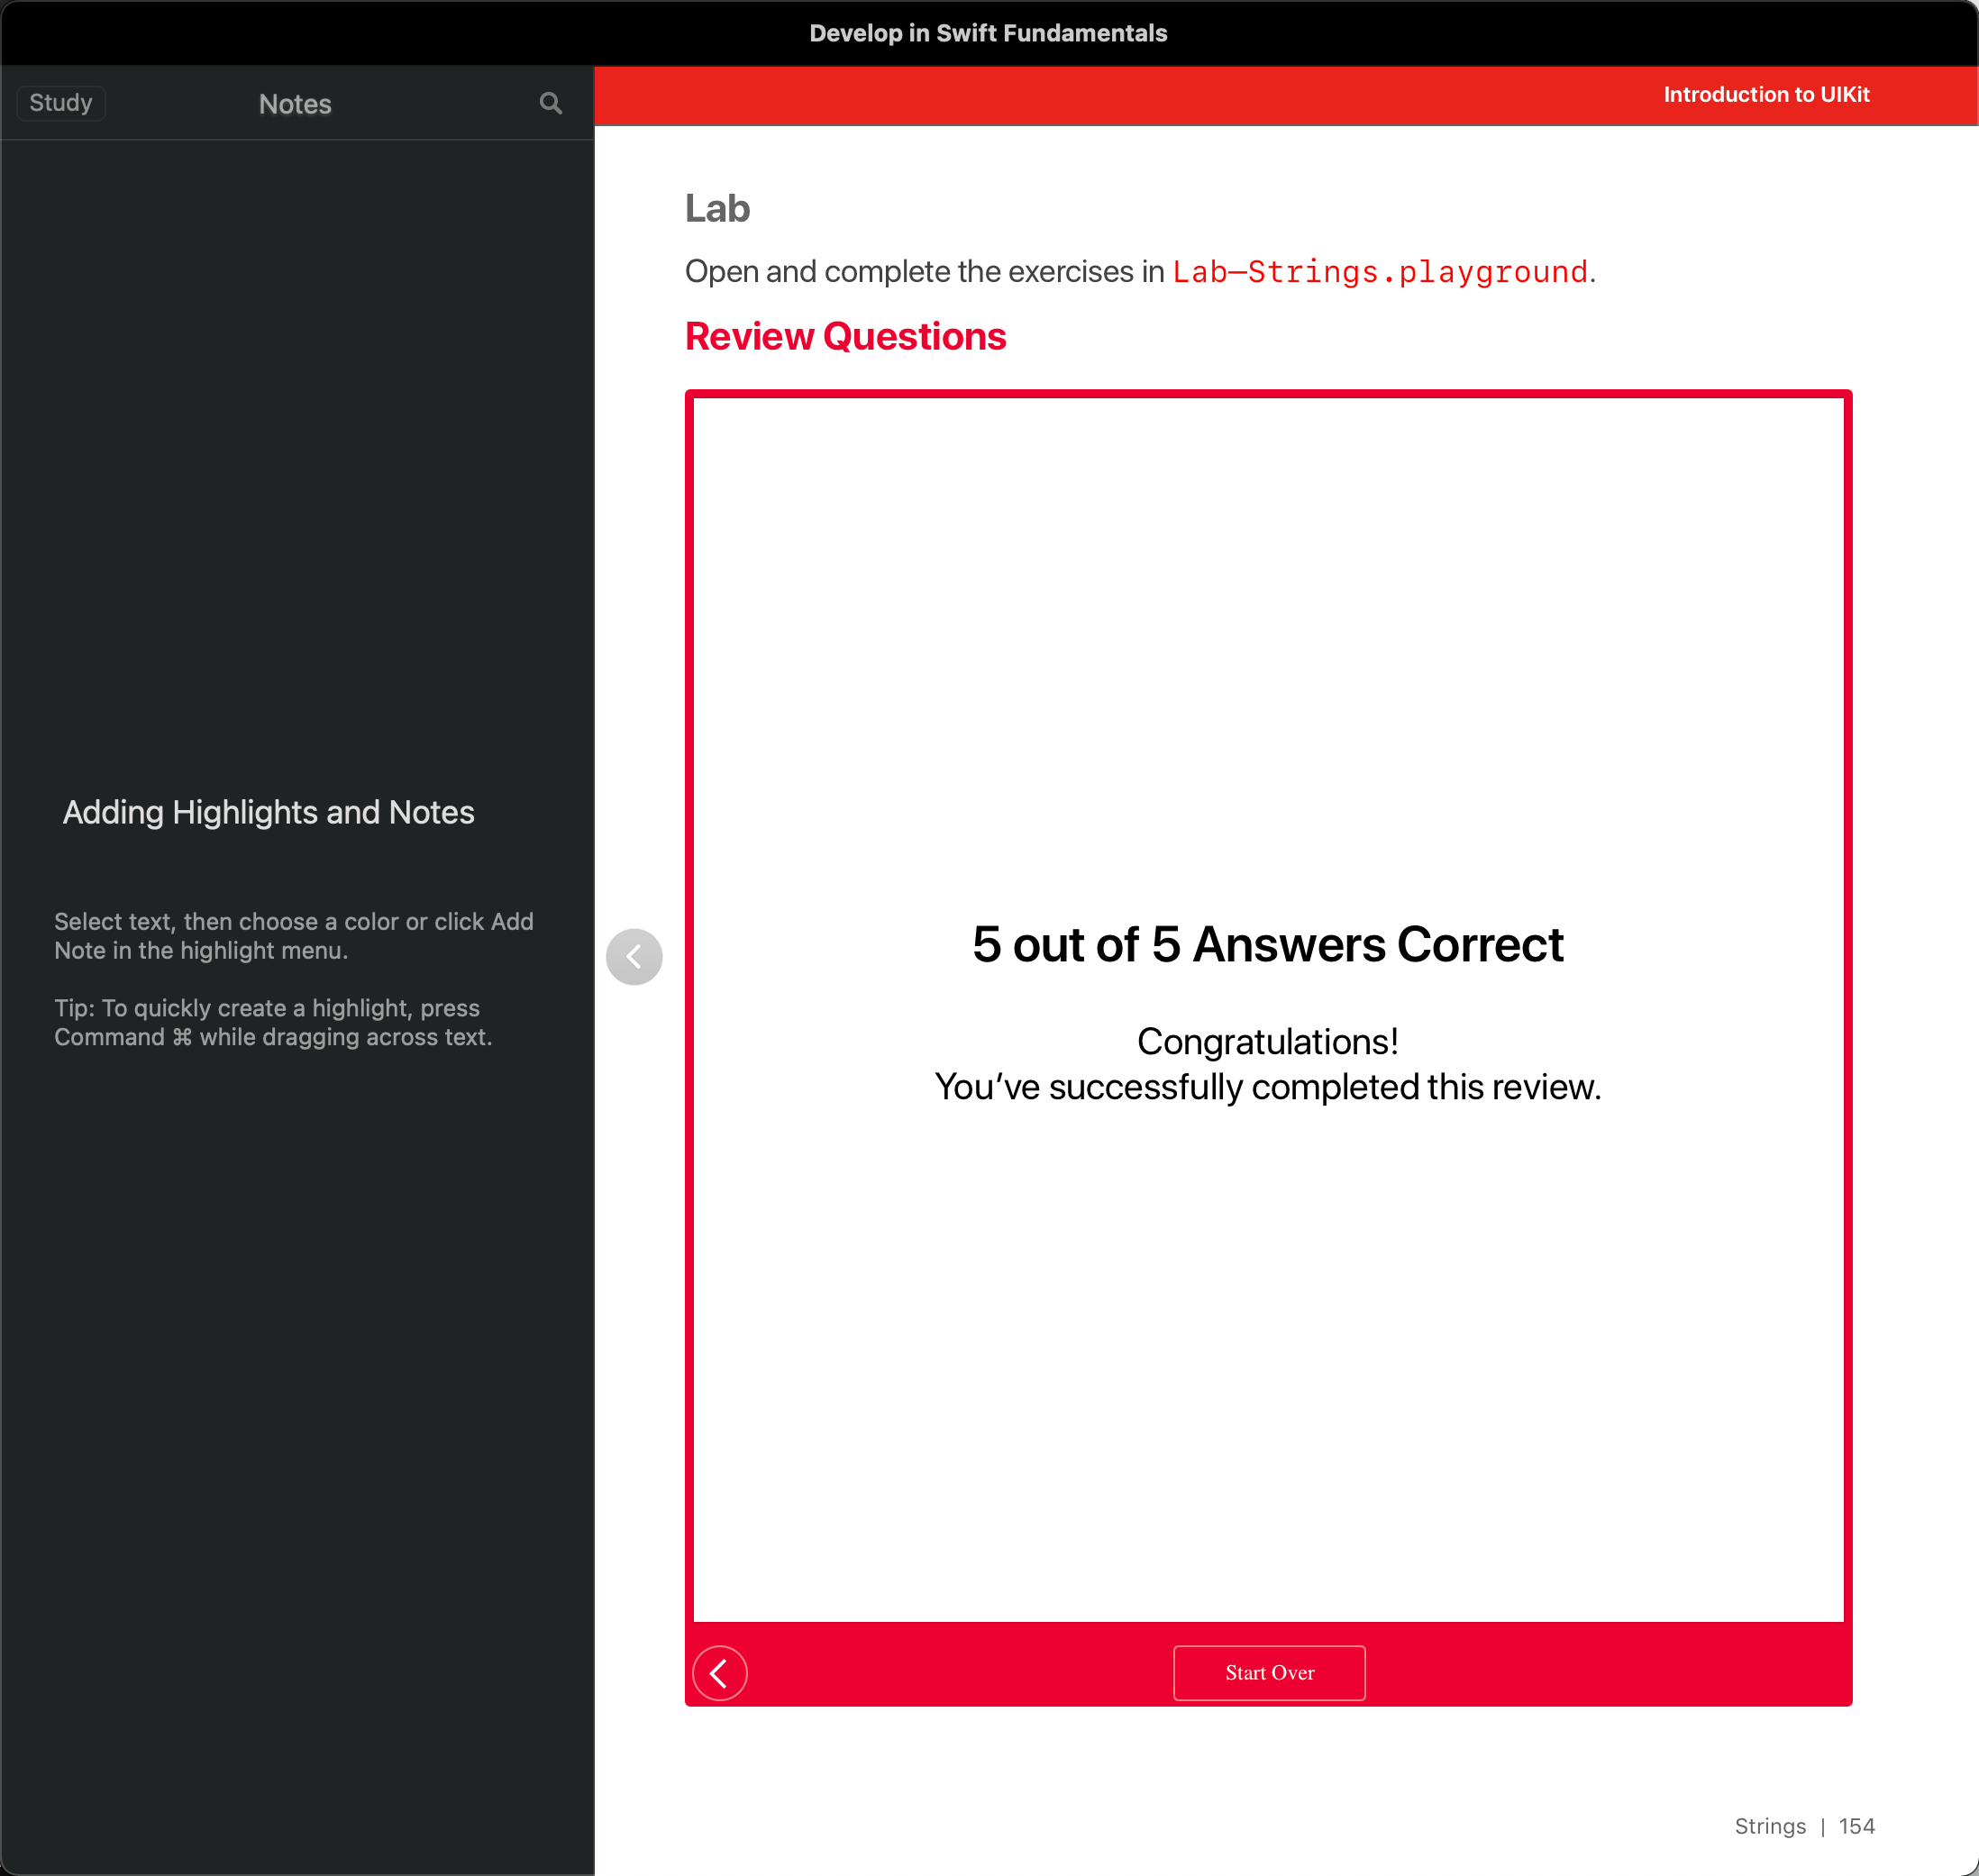 Develop in Swift Fundamentals
Study
Notes
Adding Highlights and Notes
Select text, then choose a color or click Add
Note in the highlight menu.
Tip: To quickly create a highlight, press
Command ⌘ while dragging across text.
Introduction to UIKit
Lab
Open and complete the exercises in Lab—Strings.playground.
Review Questions
5 out of 5 Answers Correct
Congratulations!
You’ve successfully completed this review.
Start Over
Strings | 154